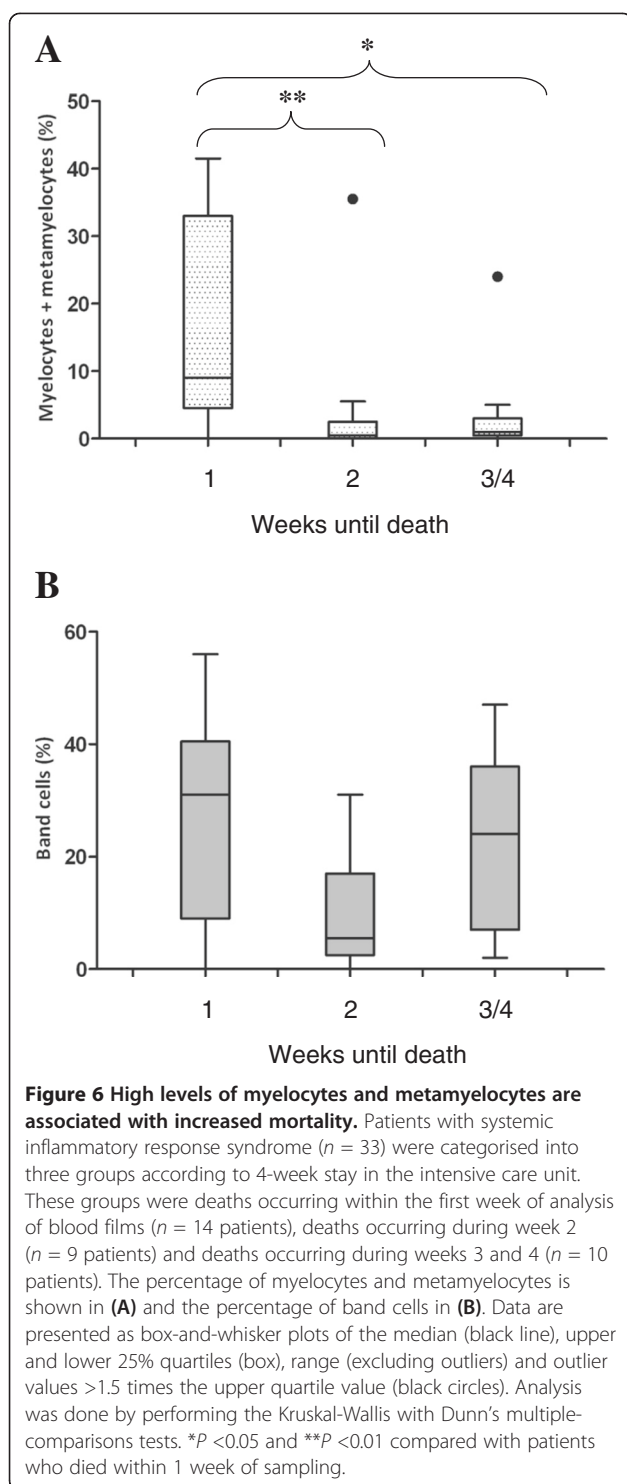 A
*
**
50
40
30
20
10
0
Myelocytes + metamyelocytes (%)
1 2 3/4
Weeks until death
B
60
40
20
0
Band cells (%)
1 2 3/4
Weeks until death
Figure 6 High levels of myelocytes and metamyelocytes are
associated with increased mortality. Patients with systemic
inflammatory response syndrome (n = 33) were categorised into
three groups according to 4-week stay in the intensive care unit.
These groups were deaths occurring within the first week of analysis
of blood films (n = 14 patients), deaths occurring during week 2
(n = 9 patients) and deaths occurring during weeks 3 and 4 (n = 10
patients). The percentage of myelocytes and metamyelocytes is
shown in (A) and the percentage of band cells in (B). Data are
presented as box-and-whisker plots of the median (black line), upper
and lower 25% quartiles (box), range (excluding outliers) and outlier
values >1.5 times the upper quartile value (black circles). Analysis
was done by performing the Kruskal-Wallis with Dunn's multiple-
comparisons tests. *P <0.05 and **P <0.01 compared with patients
who died within 1 week of sampling.